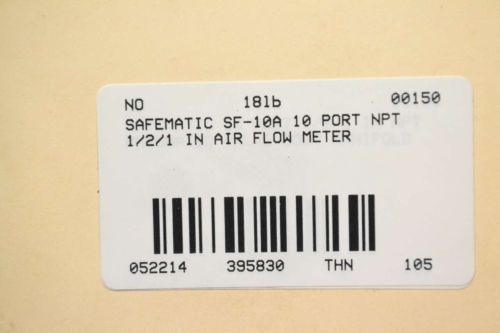 NO 18lb 00150
SAFEMATIC SF-10A 10 PORT NPT
1/2/1 IN AIR FLOW METER
052214 395830 THN 105